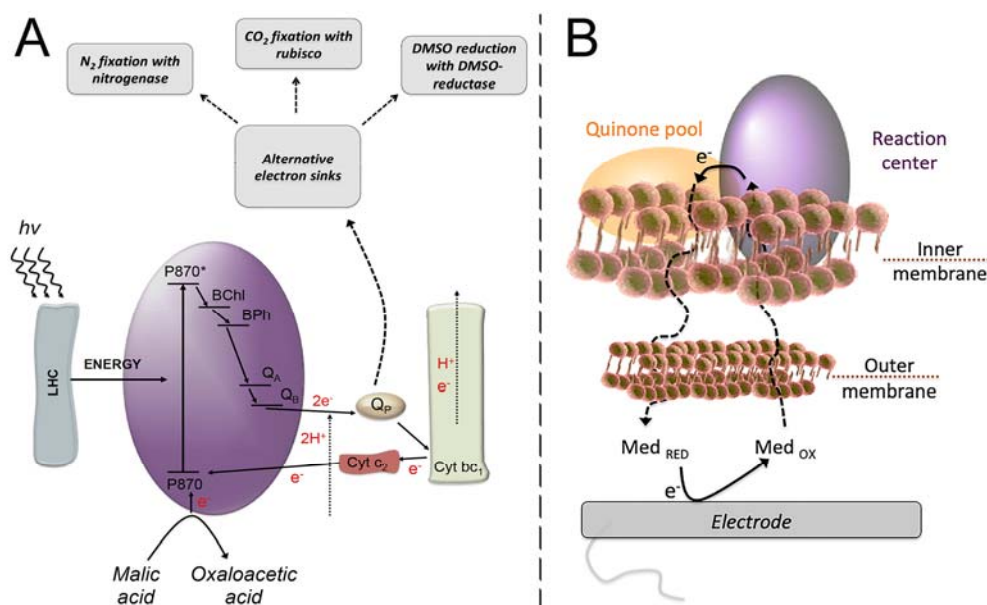 A
N2 fixation with
nitrogenase
CO2 fixation with
rubisco
DMSO reduction
with DMSO-
reductase
Alternative
electron sinks
hν
LHC
ENERGY
P870*
BChl
BPh
QA
QB
2e-
QP
2H+
H+
e-
Cyt bc1
e-
Cyt c2
e-
P870
e-
Malic
acid
Oxaloacetic
acid
B
Quinone pool
e-
Reaction
center
Inner
membrane
Outer
membrane
Med RED
Med OX
e-
Electrode